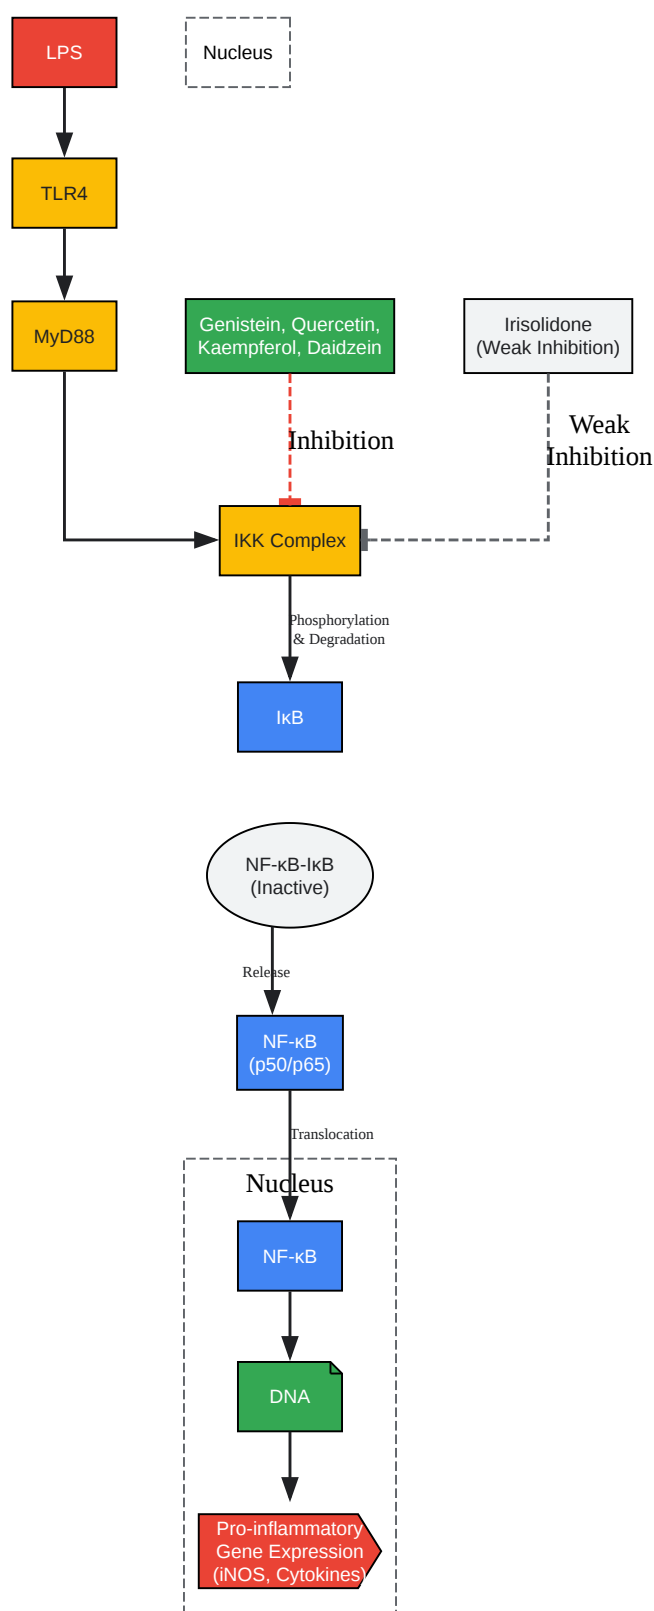 LPS
Nucleus
TLR4
MyD88
Genistein, Quercetin,
Kaempferol, Daidzein
Irisolidone
(Weak Inhibition)
Inhibition
Weak
Inhibition
IKK Complex
Phosphorylation
& Degradation
IκB
NF-κB-IκB
(Inactive)
Release
NF-κB
(p50/p65)
Translocation
Nucleus
NF-κB
DNA
Pro-inflammatory
Gene Expression
(iNOS, Cytokines)